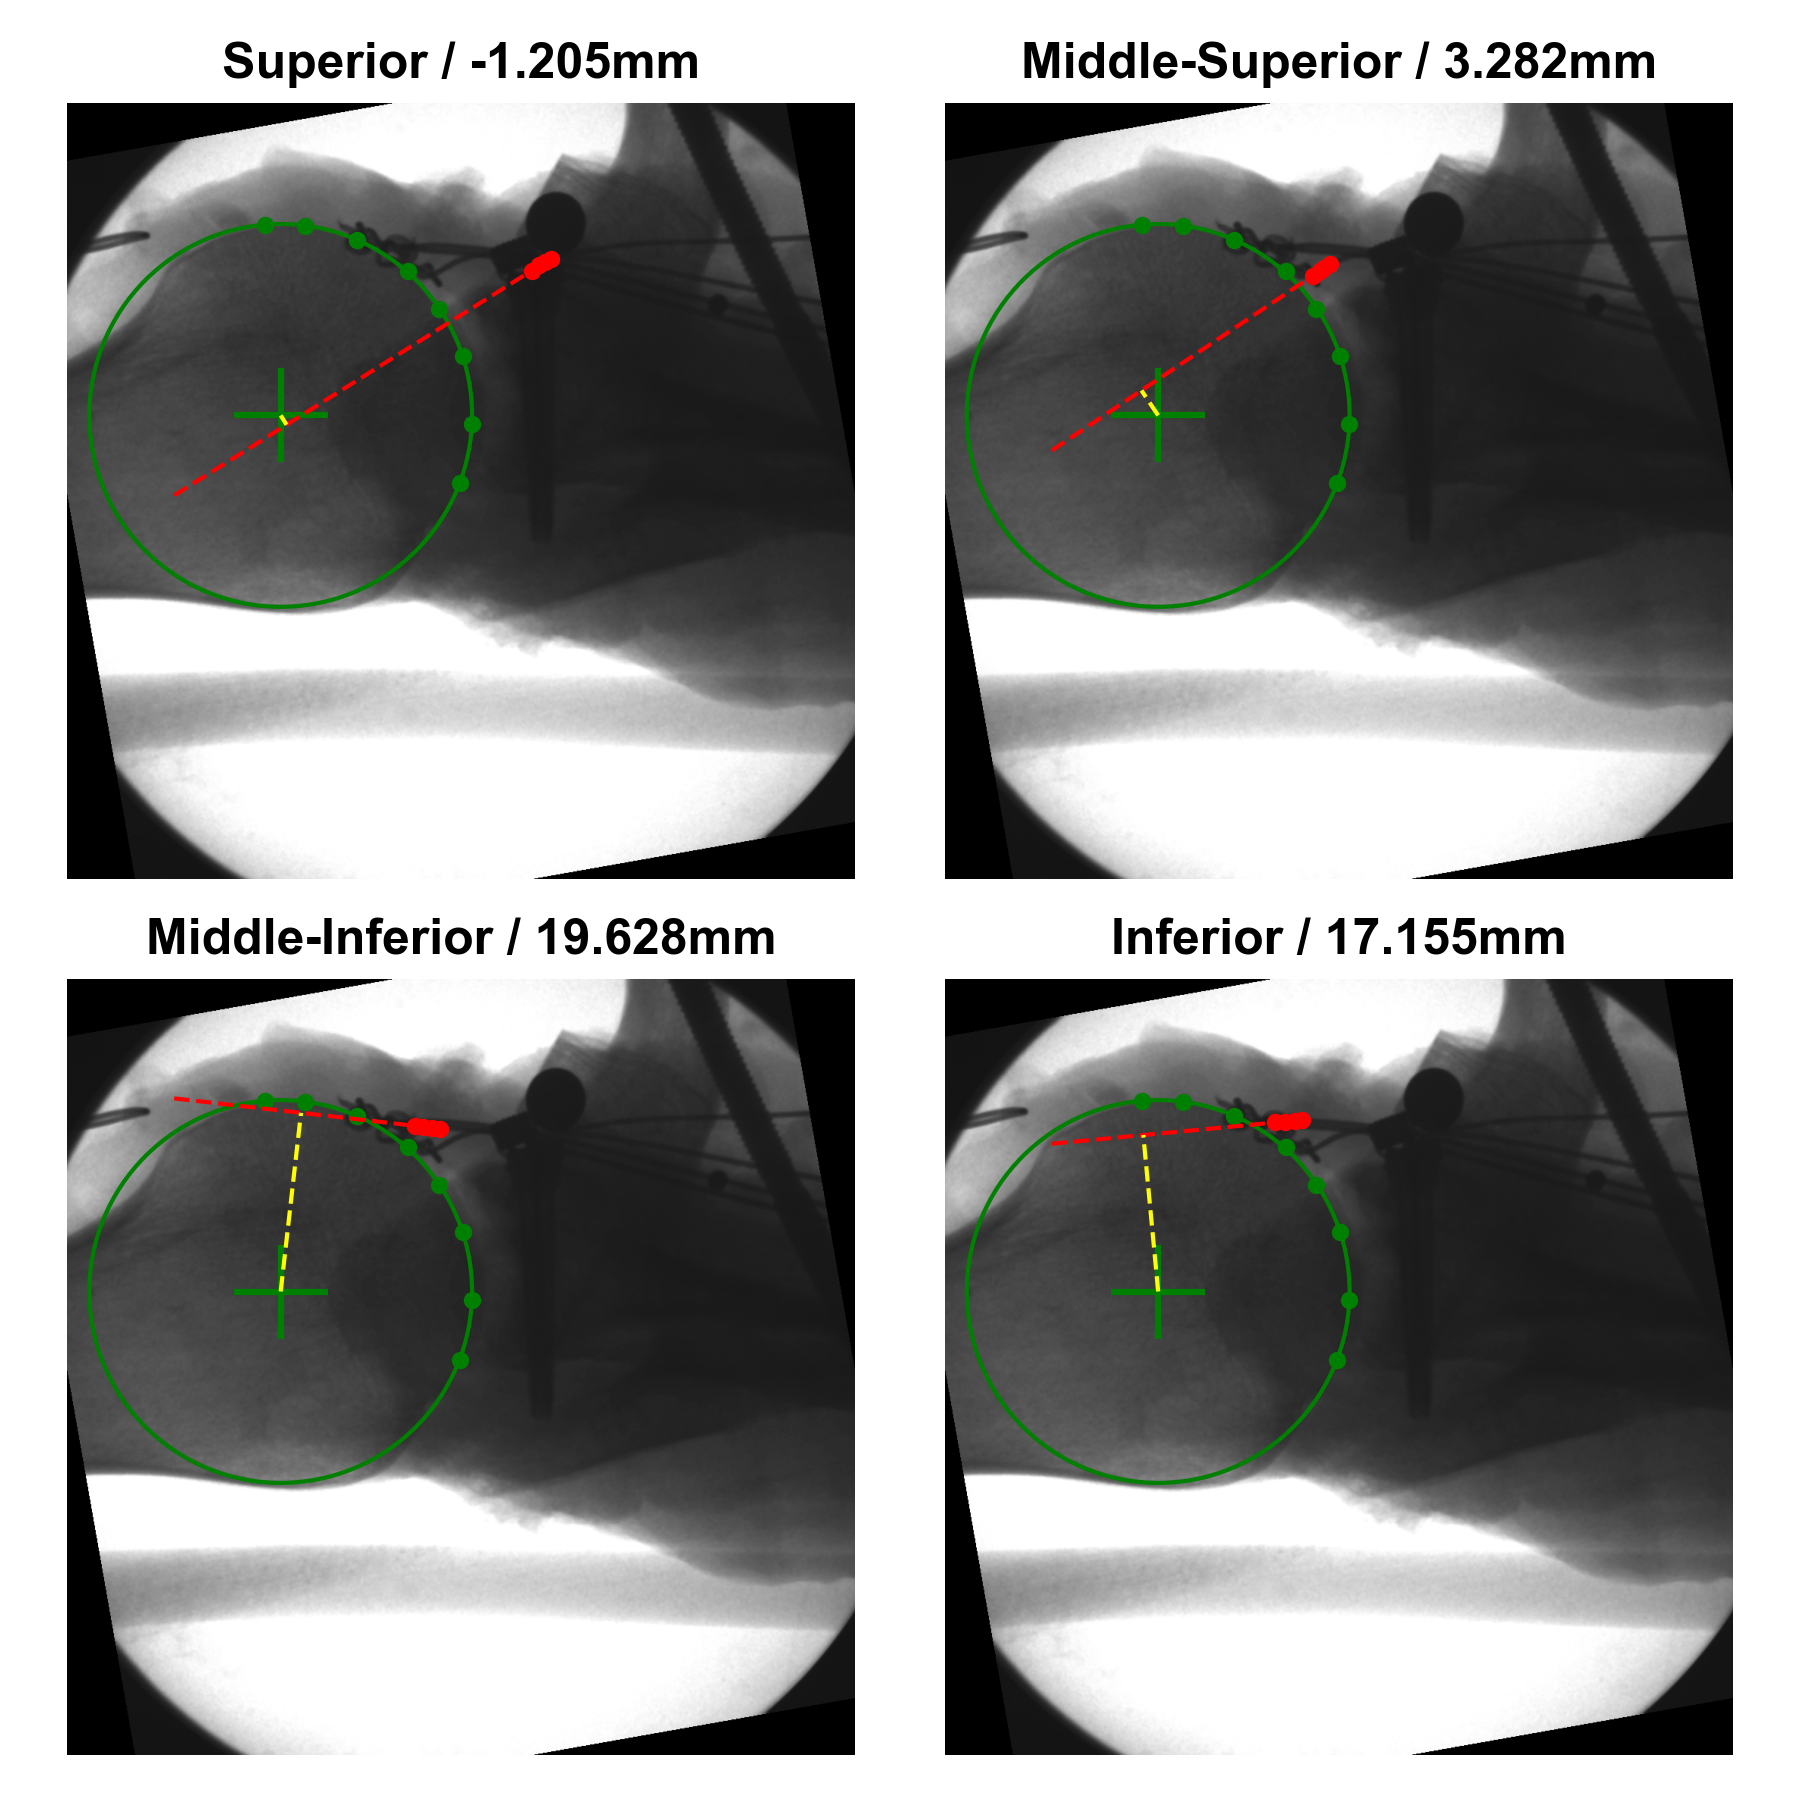 Superior / -1.205mm
Middle-Superior / 3.282mm
Middle-Inferior / 19.628mm
Inferior / 17.155mm